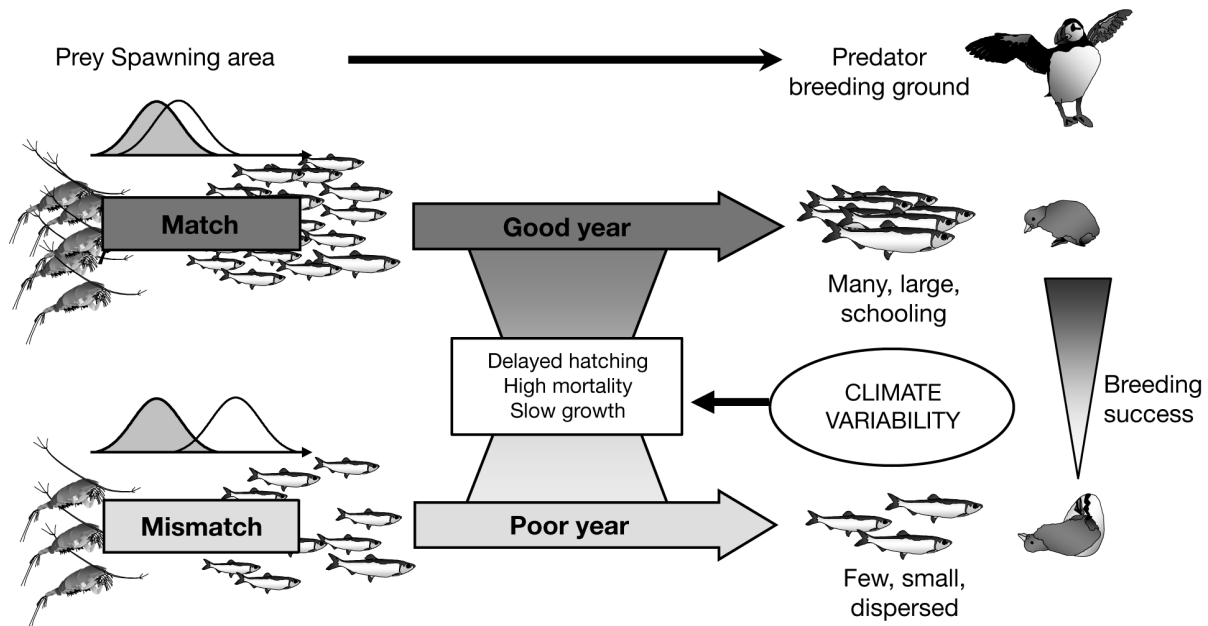 Prey Spawning area
Predator
breeding ground
Match
Good year
Many, large,
schooling
Delayed hatching
High mortality
Slow growth
CLIMATE
VARIABILITY
Breeding
success
Mismatch
Poor year
Few, small,
dispersed